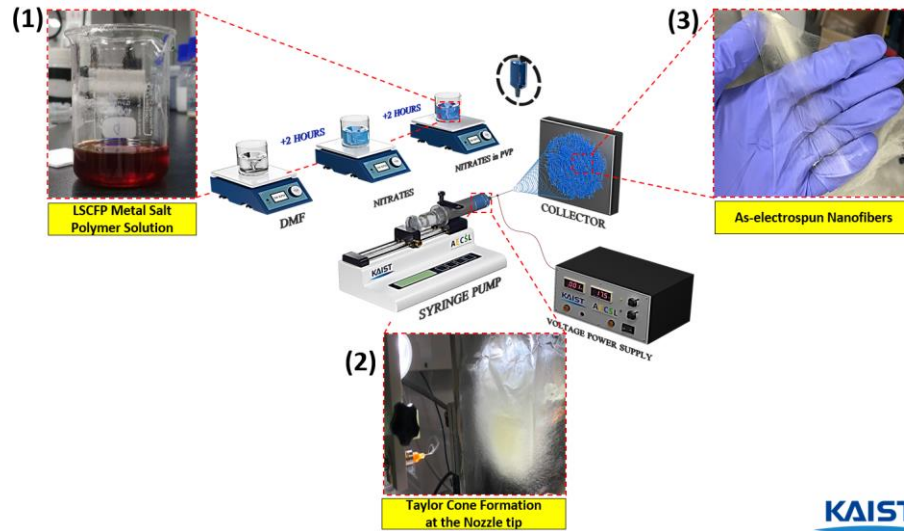 (1)
(3)
+2 HOURS
+2 HOURS
DMF
NITRATES
NITRATES in PVP
LSCFP Metal Salt
Polymer Solution
COLLECTOR
As-electrospun Nanofibers
KAIST
SYRINGE PUMP
KAIST
VOLTAGE POWER SUPPLY
(2)
Taylor Cone Formation
at the Nozzle tip
KAIST